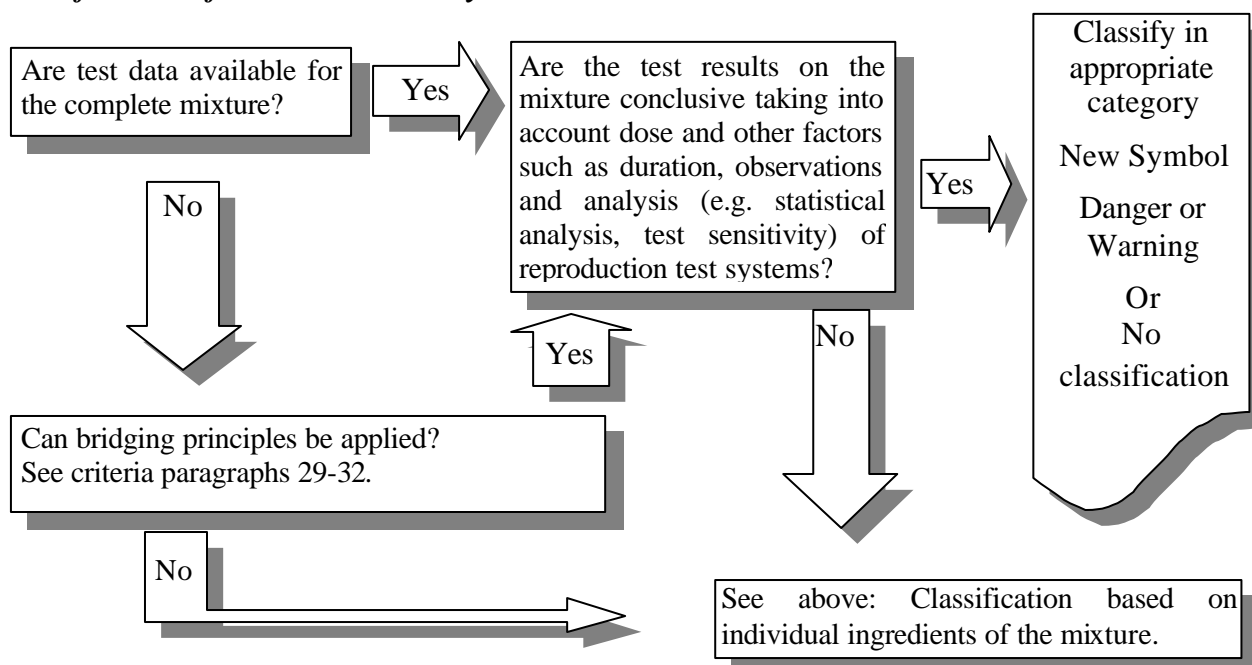 Are test data available for
the complete mixture?
Yes
Are the test results on the
mixture conclusive taking into
account dose and other factors
such as duration, observations
and analysis (e.g. statistical
analysis, test sensitivity) of
reproduction test systems?
Yes
Classify in
appropriate
category
New Symbol
Danger or
Warning
Or
No
classification
No
Yes
No
Can bridging principles be applied?
See criteria paragraphs 29-32.
No
See above: Classification based on
individual ingredients of the mixture.